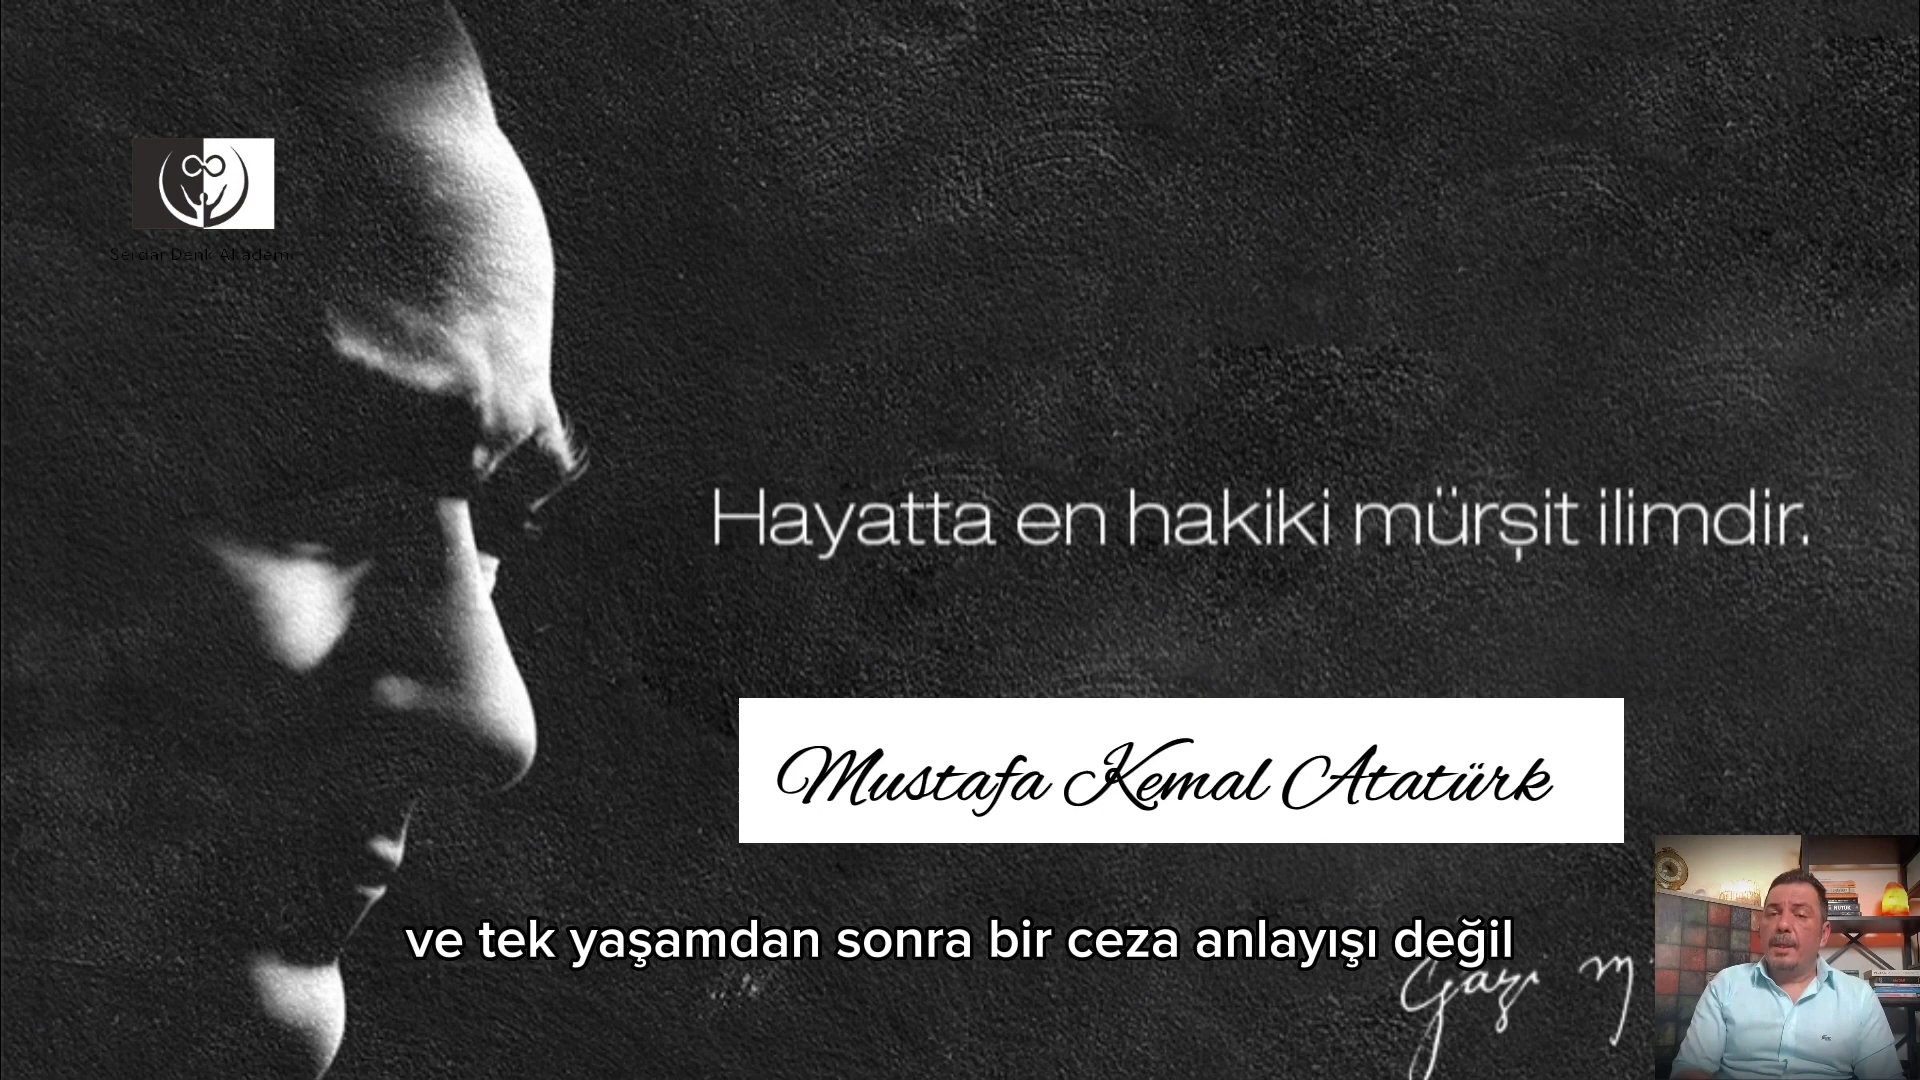 Serdar Denk Akademi
Hayatta en hakiki mürşit ilimdir.
Mustafa Kemal Atatürk
ve tek yaşamdan sonra bir ceza anlayışı değil
Gazi M